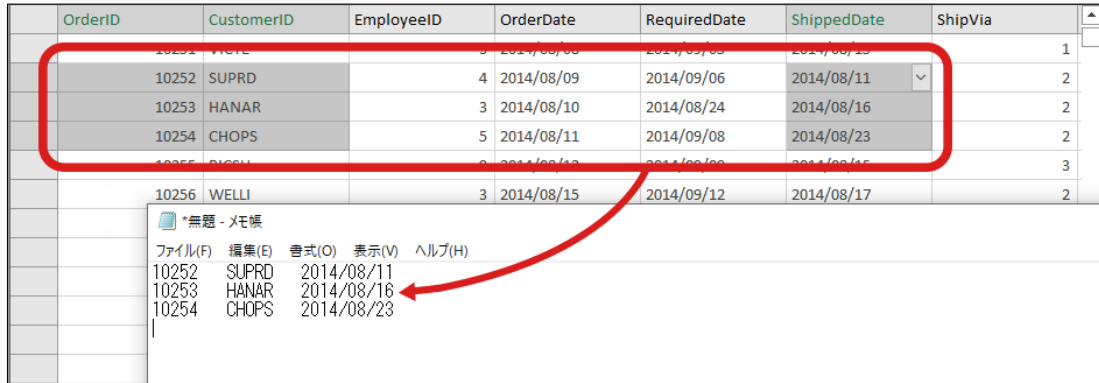 OrderID CustomerID EmployeeID OrderDate RequiredDate ShippedDate ShipVia
1
10252 SUPRD 4 2014/08/09 2014/09/06 2014/08/11 2
10253 HANAR 3 2014/08/10 2014/08/24 2014/08/16 2
10254 CHOPS 5 2014/08/11 2014/09/08 2014/08/23 2
3
10256 WELLI 3 2014/08/15 2014/09/12 2014/08/17 2
*無題 - メモ帳
ファイル(F) 編集(E) 書式(O) 表示(V) ヘルプ(H)
10252 SUPRD 2014/08/11
10253 HANAR 2014/08/16
10254 CHOPS 2014/08/23